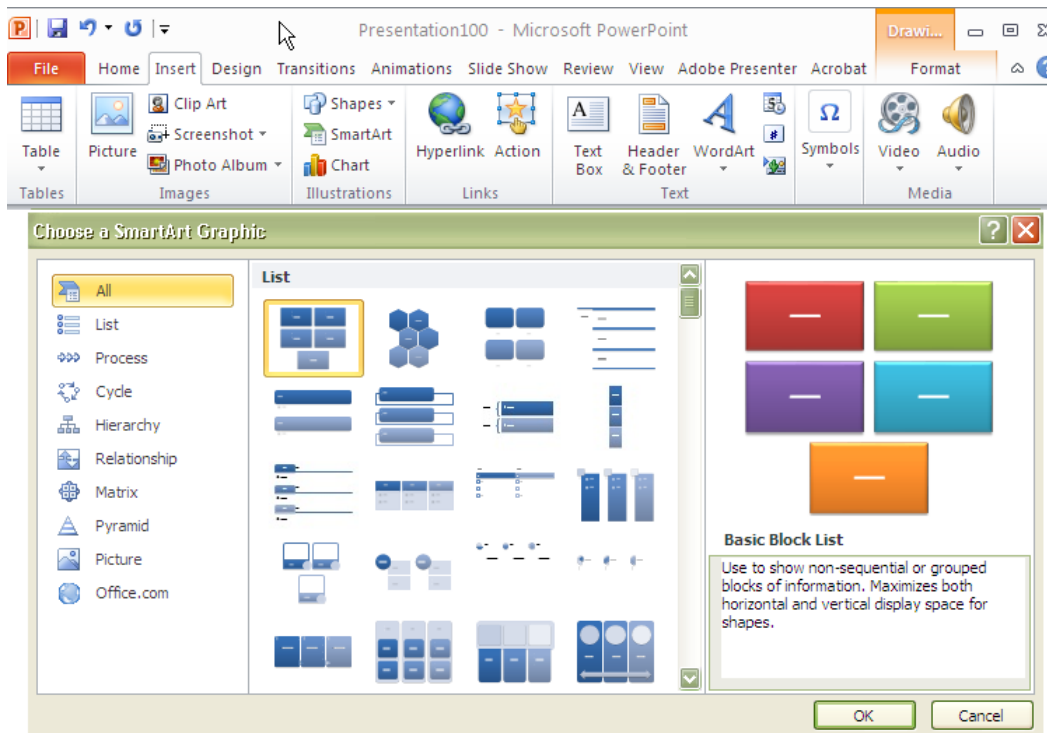 Presentation100 - Microsoft PowerPoint
Drawi...
File Home Insert Design Transitions Animations Slide Show Review View Adobe Presenter Acrobat Format
Table
Tables
Picture
Clip Art
Screenshot
Photo Album
Images
Shapes
SmartArt
Chart
Illustrations
Hyperlink
Action
Links
Text
Box
Header
& Footer
WordArt
Text
Symbols
Video
Audio
Media
Choose a SmartArt Graphic
All
List
Process
Cycle
Hierarchy
Relationship
Matrix
Pyramid
Picture
Office.com
List
Basic Block List
Use to show non-sequential or grouped
blocks of information. Maximizes both
horizontal and vertical display space for
shapes.
OK
Cancel